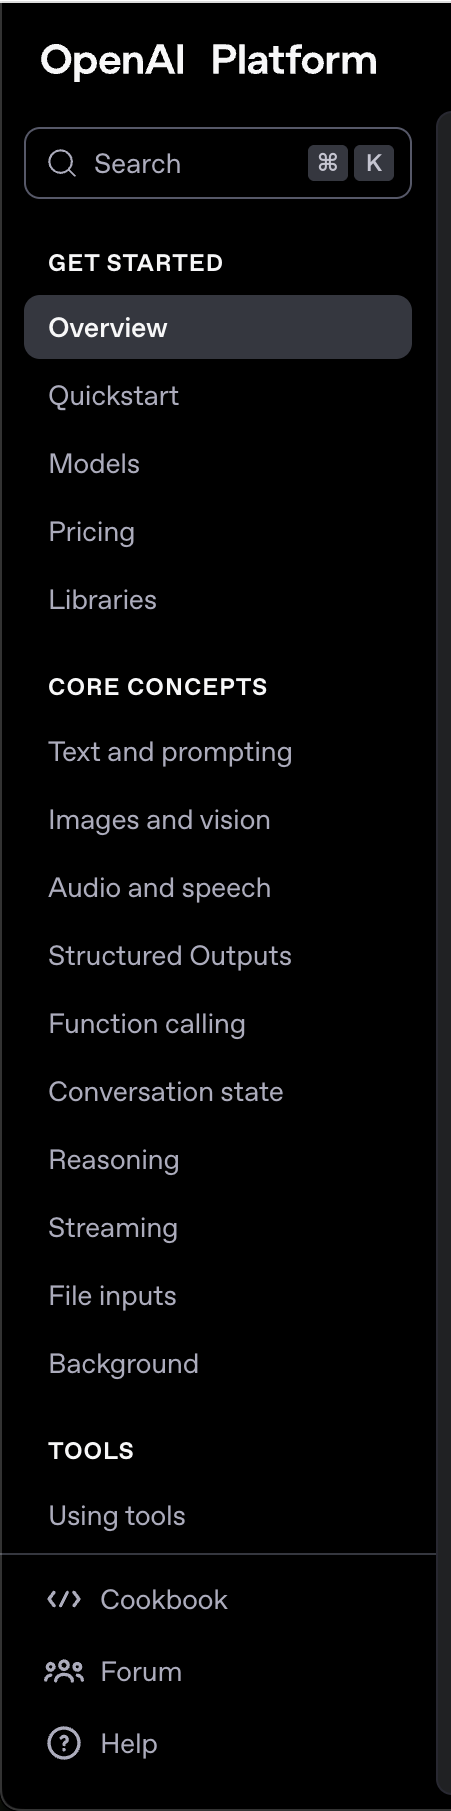 OpenAI Platform
Search ⌘ K
GET STARTED
Overview
Quickstart
Models
Pricing
Libraries
CORE CONCEPTS
Text and prompting
Images and vision
Audio and speech
Structured Outputs
Function calling
Conversation state
Reasoning
Streaming
File inputs
Background
TOOLS
Using tools
Cookbook
Forum
Help